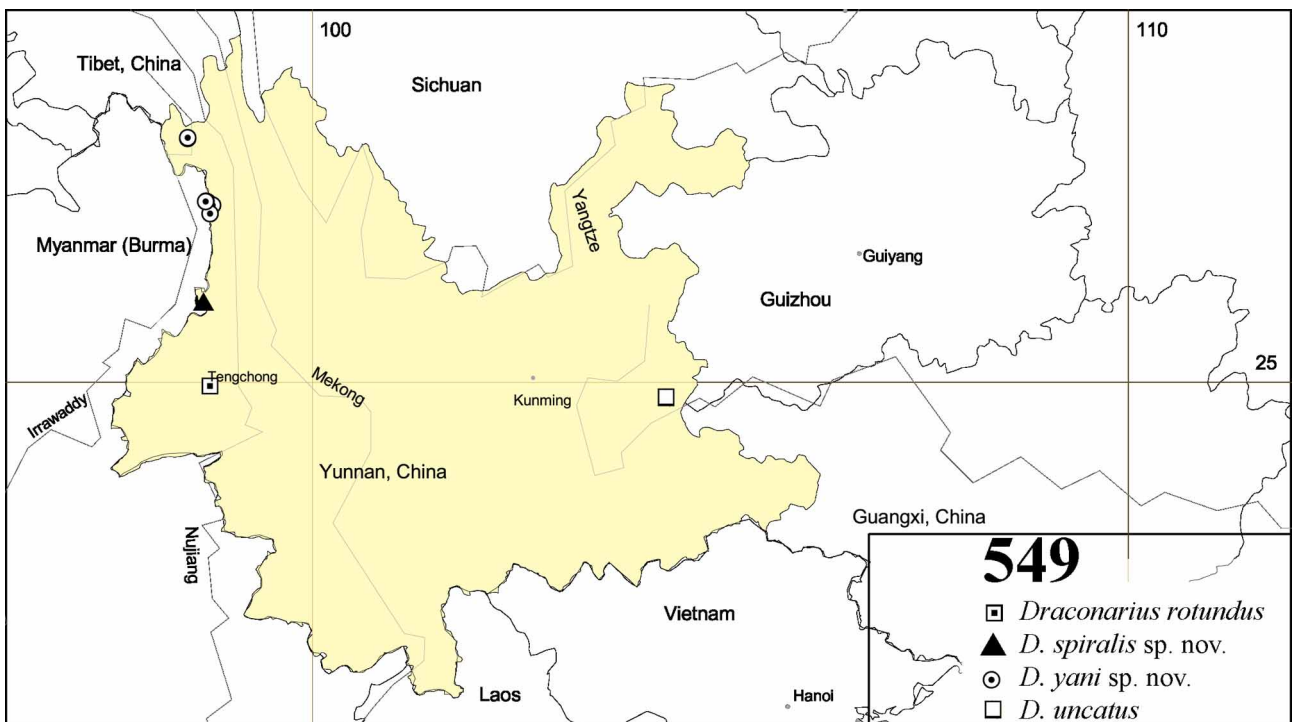 100
110
Tibet, China
Sichuan
Yangtze
Myanmar (Burma)
Guiyang
Guizhou
25
Tengchong
Mekong
Kunming
Irrawaddy
Yunnan, China
Guangxi, China
Nujiang
549
Vietnam
Draconarius rotundus
D. spiralis sp. nov.
D. yani sp. nov.
Laos
Hanoi
D. uncatus